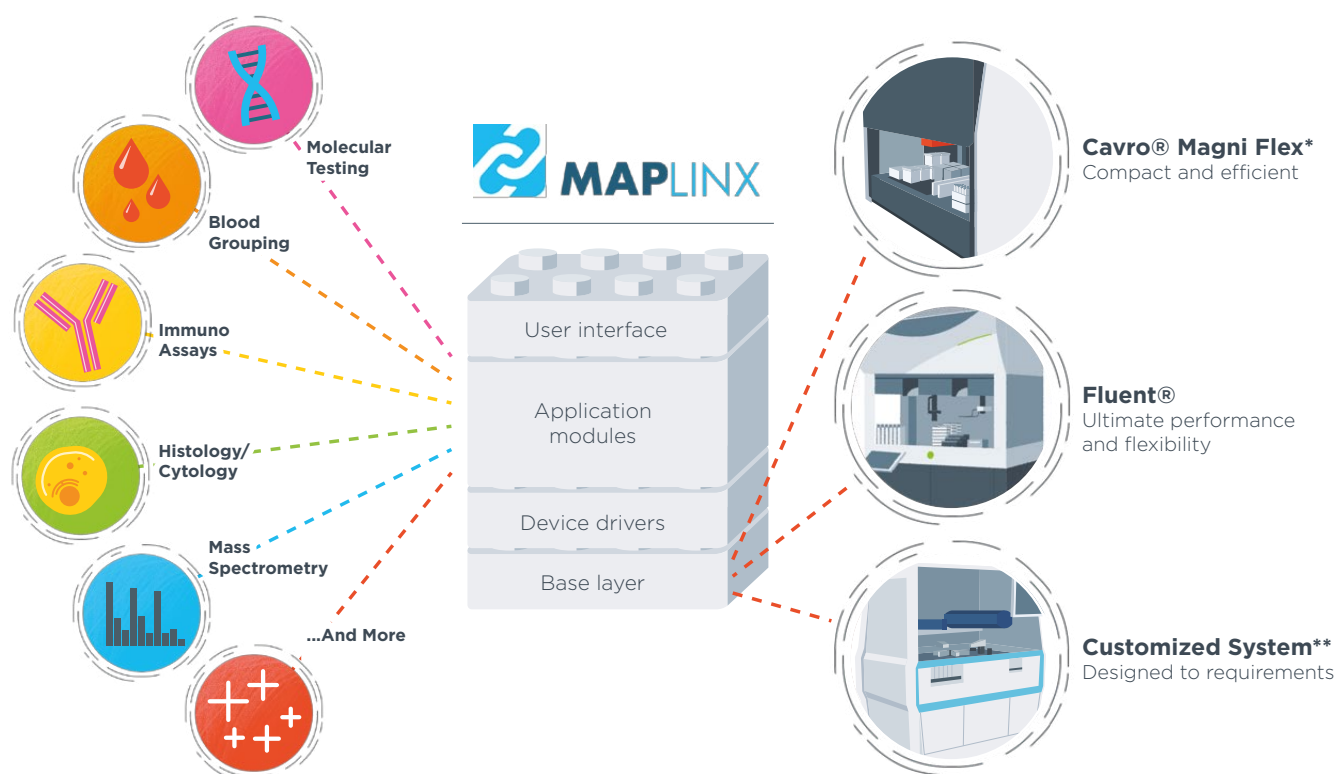 Molecular
Testing
Blood
Grouping
Immuno
Assays
Histology/
Cytology
Mass
Spectrometry
...And More
MAPLINX
User interface
Application
modules
Device drivers
Base layer
Cavro® Magni Flex*
Compact and efficient
Fluent®
Ultimate performance
and flexibility
Customized System**
Designed to requirements